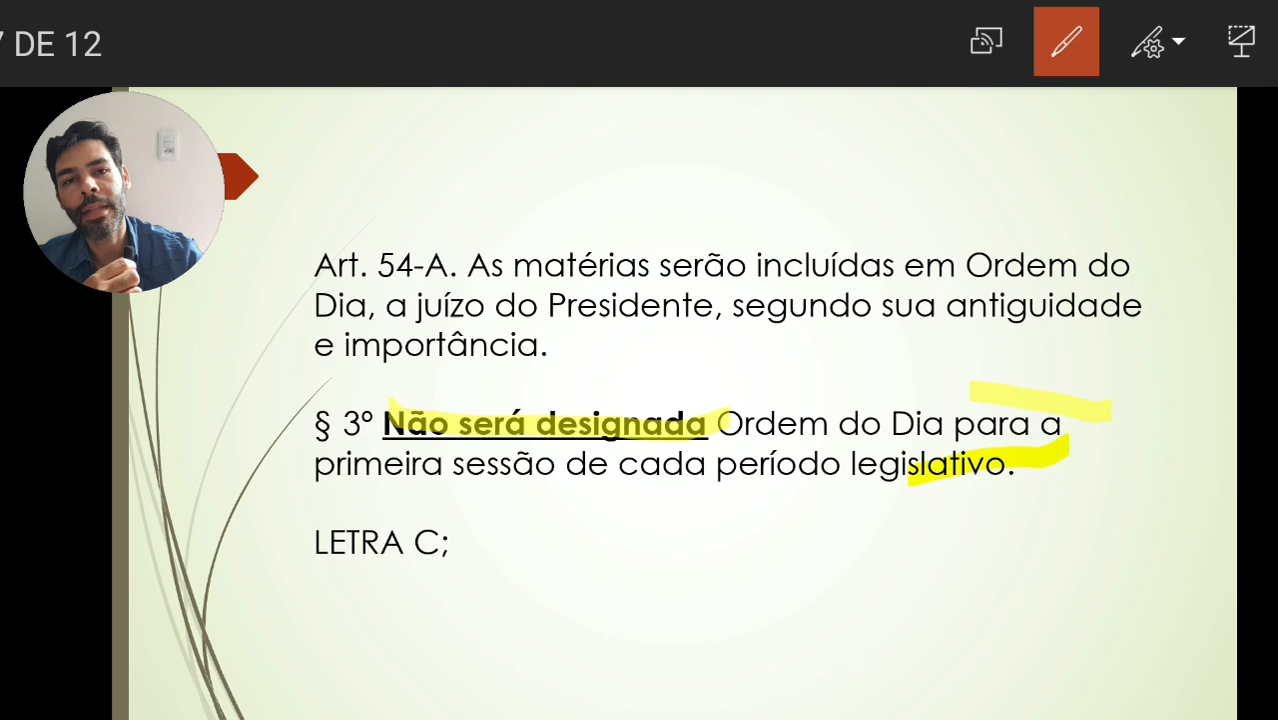 DE 12
Art. 54-A. As matérias serão incluídas em Ordem do
Dia, a juízo do Presidente, segundo sua antiguidade
e importância.
§ 3º Não será designada Ordem do Dia para a
primeira sessão de cada período legislativo.
LETRA C;